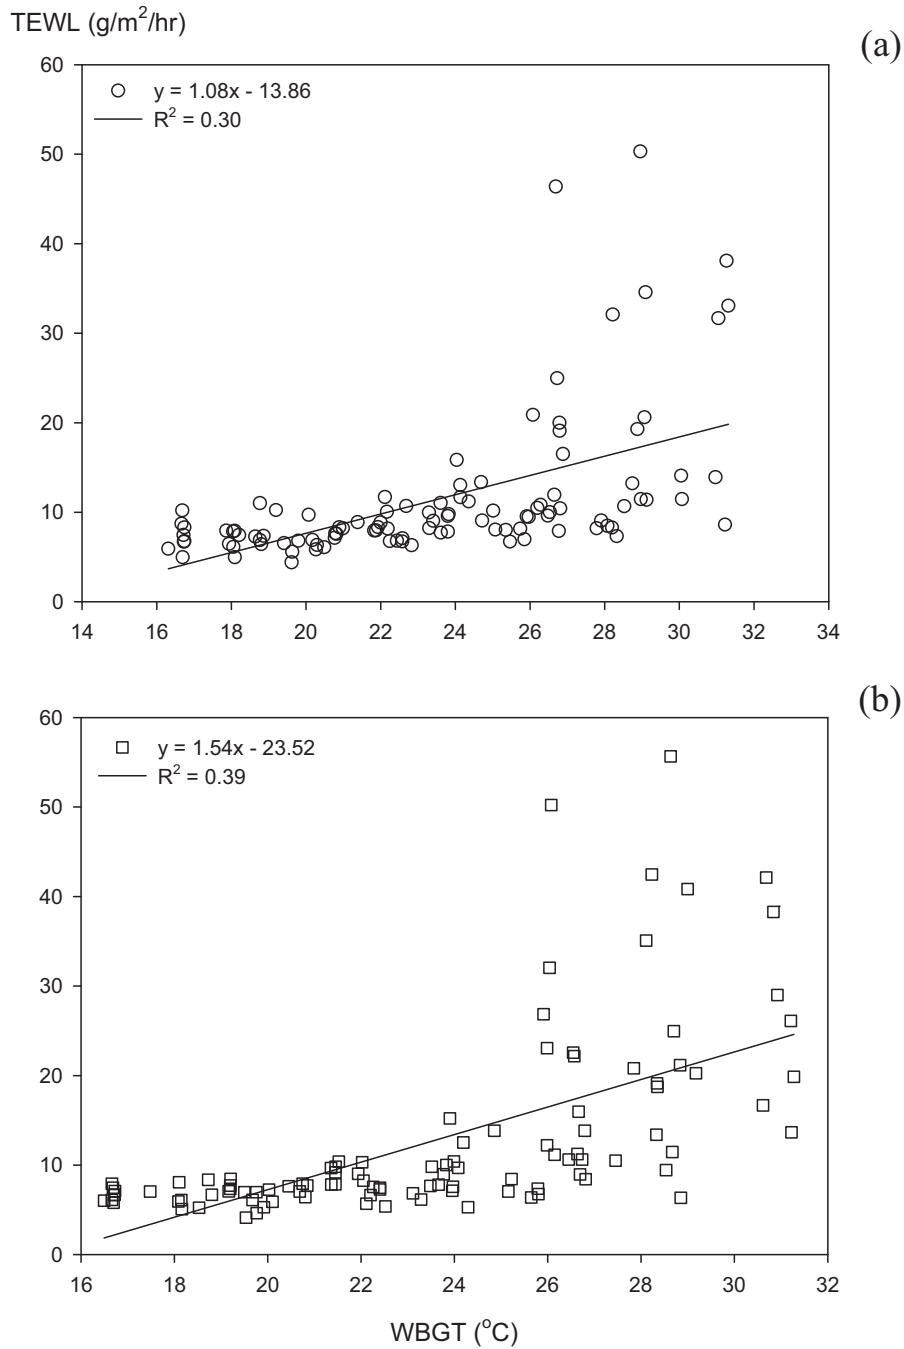 TEWL (g/m²/hr)
(a)
60
50
40
30
20
10
0
y = 1.08x - 13.86
R² = 0.30
14 16 18 20 22 24 26 28 30 32 34
(b)
60
50
40
30
20
10
0
y = 1.54x - 23.52
R² = 0.39
16 18 20 22 24 26 28 30 32
WBGT (°C)